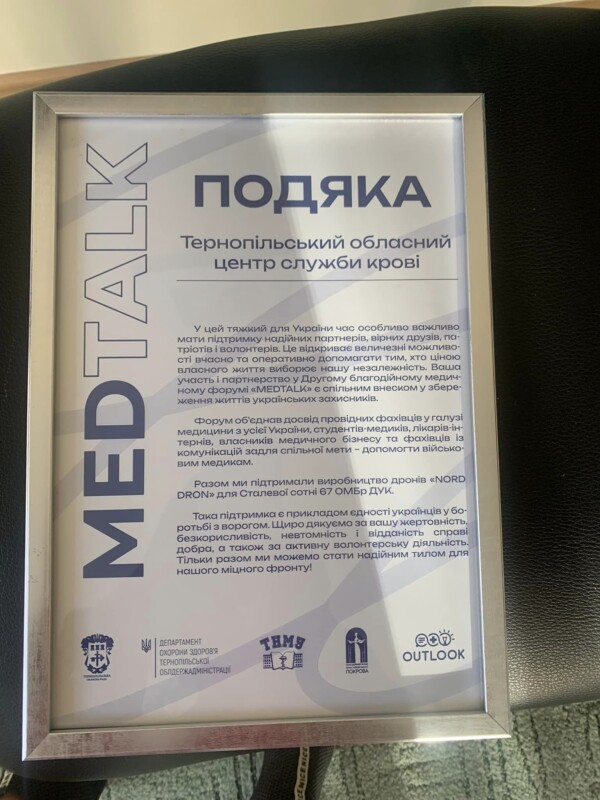 MEDTALK
ПОДЯКА
Тернопільський обласний
центр служби крові
У цей тяжкий для України час особливо важливо
мати підтримку надійних партнерів, вірних друзів, па-
тріотів і волонтерів. Це відкриває величезні можливо-
сті вчасно та оперативно допомагати тим, хто ціною
власного життя виборює нашу незалежність. Ваша
участь і партнерство у Другому благодійному медич-
ному форумі «MEDTALK» є спільним внеском у збере-
ження життів українських захисників.
Форум об'єднав досвід провідних фахівців у галузі
медицини з усієї України, студентів-медиків, лікарів-ін-
тернів, власників медичного бізнесу та фахівців із
комунікацій задля спільної мети – допомогти військо-
вим медикам.
Разом ми підтримали виробництво дронів «NORD
DRON» для Сталевої сотні 67 ОМБр ДУК.
Така підтримка є прикладом єдності українців у бо-
ротьбі з ворогом. Щиро дякуємо за вашу жертовність,
безкорисливість, невтомність і відданість справі
добра, а також за активну волонтерську діяльність.
Тільки разом ми можемо стати надійним тилом для
нашого міцного фронту!
ДЕПАРТАМЕНТ
ОХОРОНИ ЗДОРОВ'Я
ТЕРНОПІЛЬСЬКОЇ
ОБЛДЕРЖАДМІНІСТРАЦІЇ
ТНМУ
ПОКРОВА
OUTLOOK